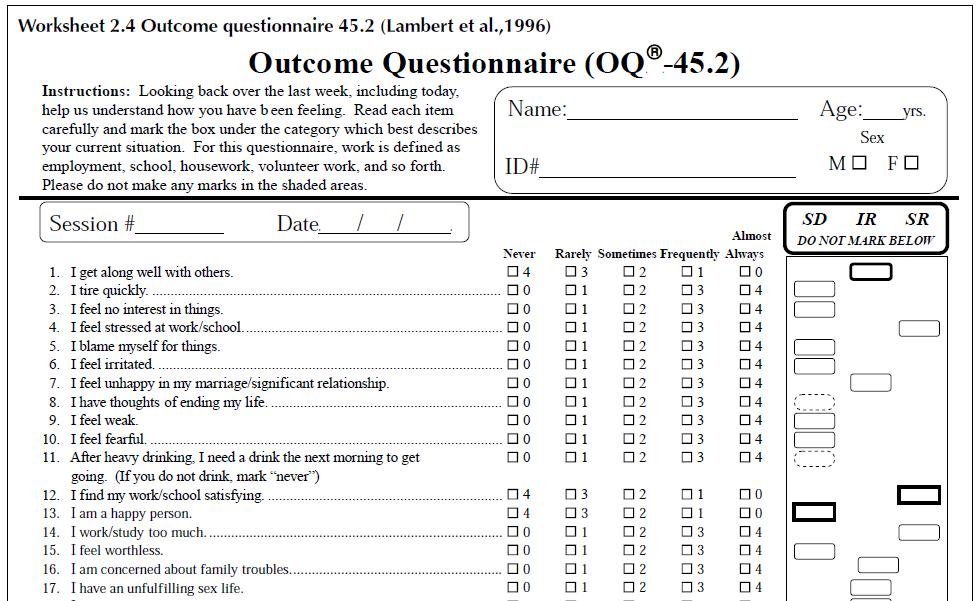 Worksheet 2.4 Outcome questionnaire 45.2 (Lambert et al.,1996)
Outcome Questionnaire (OQ®-45.2)
Instructions: Looking back over the last week, including today,
help us understand how you have been feeling. Read each item
carefully and mark the box under the category which best describes
your current situation. For this questionnaire, work is defined as
employment, school, housework, volunteer work, and so forth.
Please do not make any marks in the shaded areas.
Name:____________ Age:____yrs.
Sex
ID#____________ M☐ F☐
Session #________ Date___/___/___.
SD IR SR
DO NOT MARK BELOW
Never Rarely Sometimes Frequently Almost Always
1. I get along well with others. ☐ 4 ☐ 3 ☐ 2 ☐ 1 ☐ 0
2. I tire quickly. ☐ 0 ☐ 1 ☐ 2 ☐ 3 ☐ 4
3. I feel no interest in things. ☐ 0 ☐ 1 ☐ 2 ☐ 3 ☐ 4
4. I feel stressed at work/school. ☐ 0 ☐ 1 ☐ 2 ☐ 3 ☐ 4
5. I blame myself for things. ☐ 0 ☐ 1 ☐ 2 ☐ 3 ☐ 4
6. I feel irritated. ☐ 0 ☐ 1 ☐ 2 ☐ 3 ☐ 4
7. I feel unhappy in my marriage/significant relationship. ☐ 0 ☐ 1 ☐ 2 ☐ 3 ☐ 4
8. I have thoughts of ending my life. ☐ 0 ☐ 1 ☐ 2 ☐ 3 ☐ 4
9. I feel weak. ☐ 0 ☐ 1 ☐ 2 ☐ 3 ☐ 4
10. I feel fearful. ☐ 0 ☐ 1 ☐ 2 ☐ 3 ☐ 4
11. After heavy drinking, I need a drink the next morning to get ☐ 0 ☐ 1 ☐ 2 ☐ 3 ☐ 4
going. (If you do not drink, mark “never”)
12. I find my work/school satisfying. ☐ 4 ☐ 3 ☐ 2 ☐ 1 ☐ 0
13. I am a happy person. ☐ 4 ☐ 3 ☐ 2 ☐ 1 ☐ 0
14. I work/study too much. ☐ 0 ☐ 1 ☐ 2 ☐ 3 ☐ 4
15. I feel worthless. ☐ 0 ☐ 1 ☐ 2 ☐ 3 ☐ 4
16. I am concerned about family troubles. ☐ 0 ☐ 1 ☐ 2 ☐ 3 ☐ 4
17. I have an unfulfilling sex life. ☐ 0 ☐ 1 ☐ 2 ☐ 3 ☐ 4